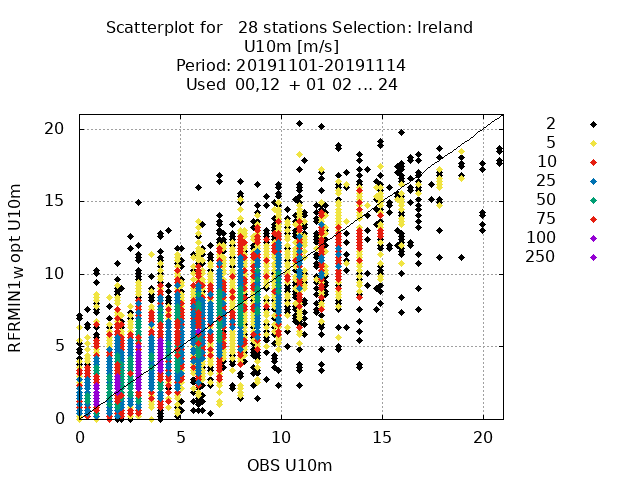 Scatterplot for 28 stations Selection: Ireland
U10m [m/s]
Period: 20191101-20191114
Used 00,12 + 01 02 ... 24
RFRMIN1_W opt U10m
20
15
10
5
0
0 5 10 15 20
OBS U10m
2
5
10
25
50
75
100
250